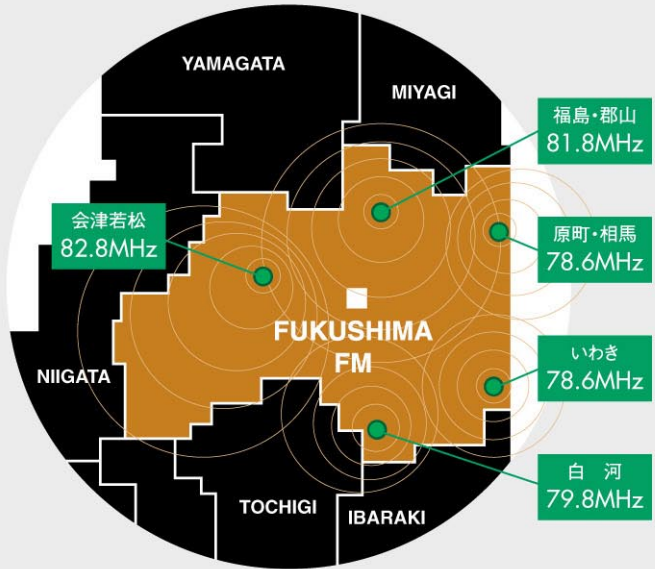 YAMAGATA
MIYAGI
福島・郡山
81.8MHz
会津若松
82.8MHz
原町・相馬
78.6MHz
FUKUSHIMA
FM
いわき
78.6MHz
NIIGATA
白 河
79.8MHz
TOCHIGI
IBARAKI